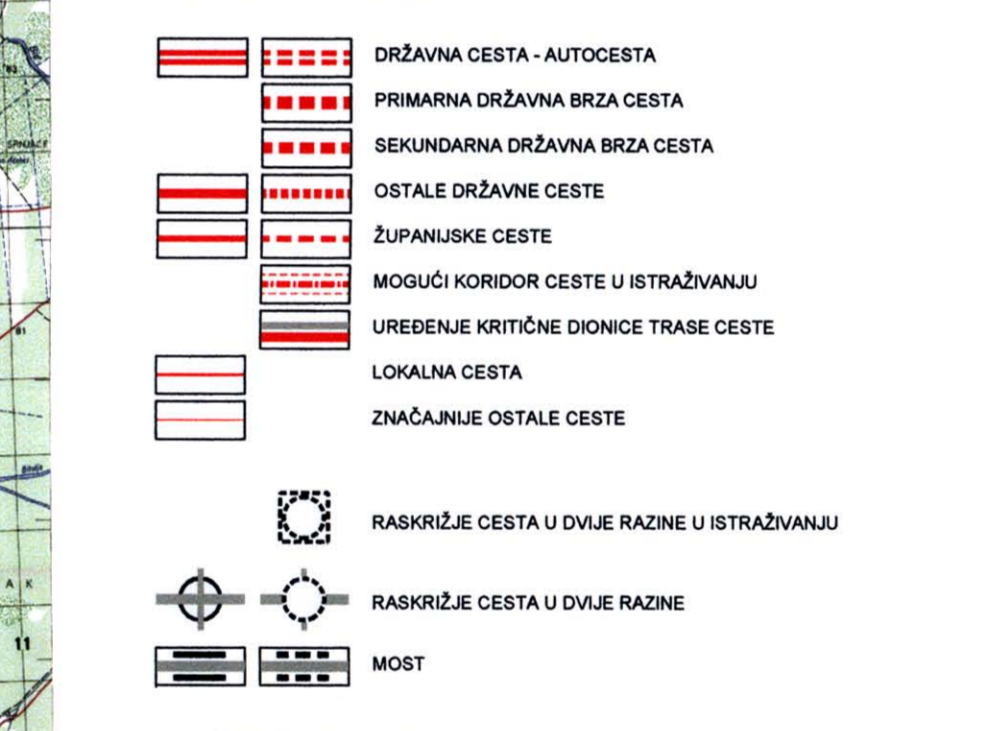 DRŽAVNA CESTA - AUTOCESTA
PRIMARNA DRŽAVNA BRZA CESTA
SEKUNDARNA DRŽAVNA BRZA CESTA
OSTALE DRŽAVNE CESTE
ŽUPANIJSKE CESTE
MOGUĆI KORIDOR CESTE U ISTRAŽIVANJU
UREĐENJE KRITIČNE DIONICE TRASE CESTE
81
LOKALNA CESTA
ZNAČAJNIJE OSTALE CESTE
RASKRIŽJE CESTA U DVIJE RAZINE U ISTRAŽIVANJU
A K
RASKRIŽJE CESTA U DVIJE RAZINE
11
MOST